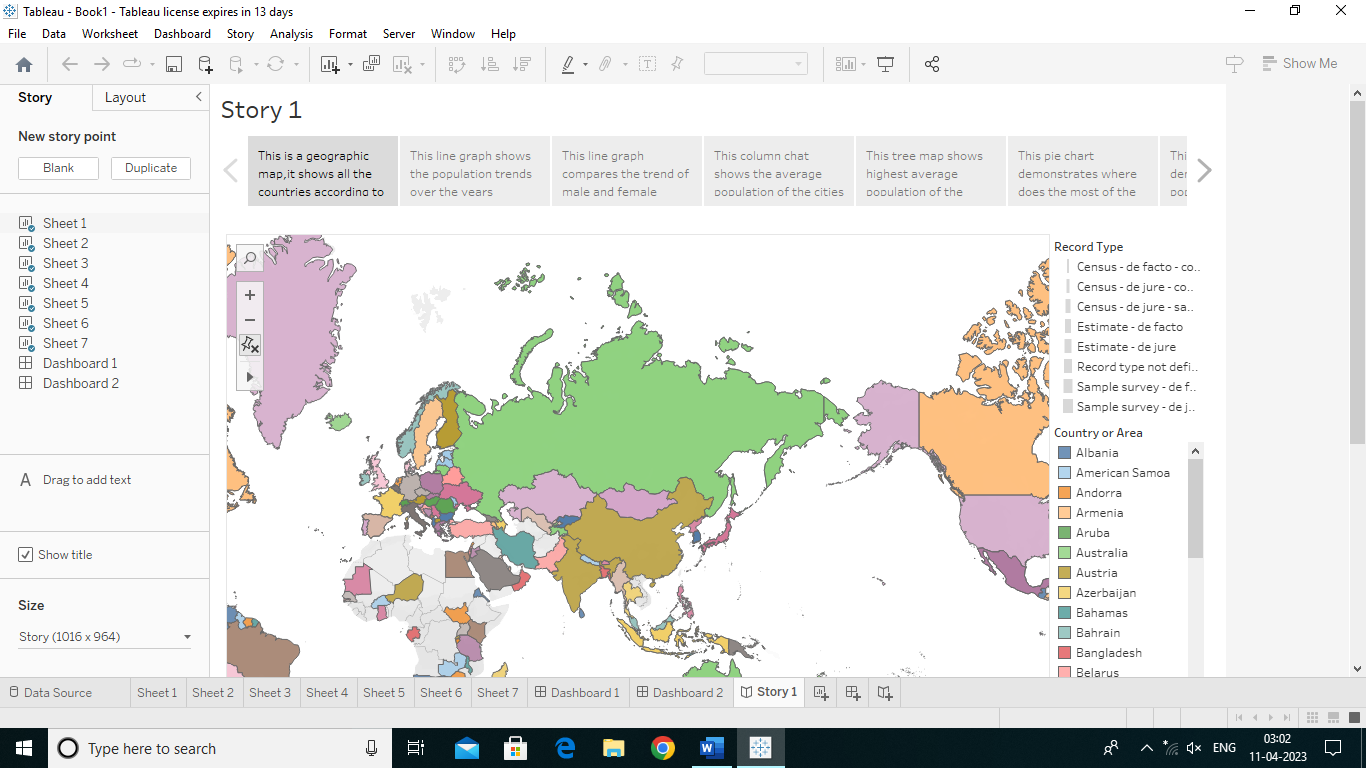 Tableau - Book1 - Tableau license expires in 13 days
File Data Worksheet Dashboard Story Analysis Format Server Window Help
Show Me
Story Layout
New story point
Blank Duplicate
Sheet 1
Sheet 2
Sheet 3
Sheet 4
Sheet 5
Sheet 6
Sheet 7
Dashboard 1
Dashboard 2
A Drag to add text
Show title
Size
Story (1016 x 964)
Story 1
This is a geographic
map,it shows all the
countries according to
This line graph shows
the population trends
over the years
This line graph
compares the trend of
male and female
This column chat
shows the average
population of the cities
This tree map shows
highest average
population of the
This pie chart
demonstrates where
does the most of the
Record Type
Census - de facto - co..
Census - de jure - co..
Census - de jure - sa..
Estimate - de facto
Estimate - de jure
Record type not defi..
Sample survey - de f..
Sample survey - de j..
Country or Area
Albania
American Samoa
Andorra
Armenia
Aruba
Australia
Austria
Azerbaijan
Bahamas
Bahrain
Bangladesh
Belarus
Data Source Sheet 1 Sheet 2 Sheet 3 Sheet 4 Sheet 5 Sheet 6 Sheet 7 Dashboard 1 Dashboard 2 Story 1
Type here to search
ENG
03:02
11-04-2023